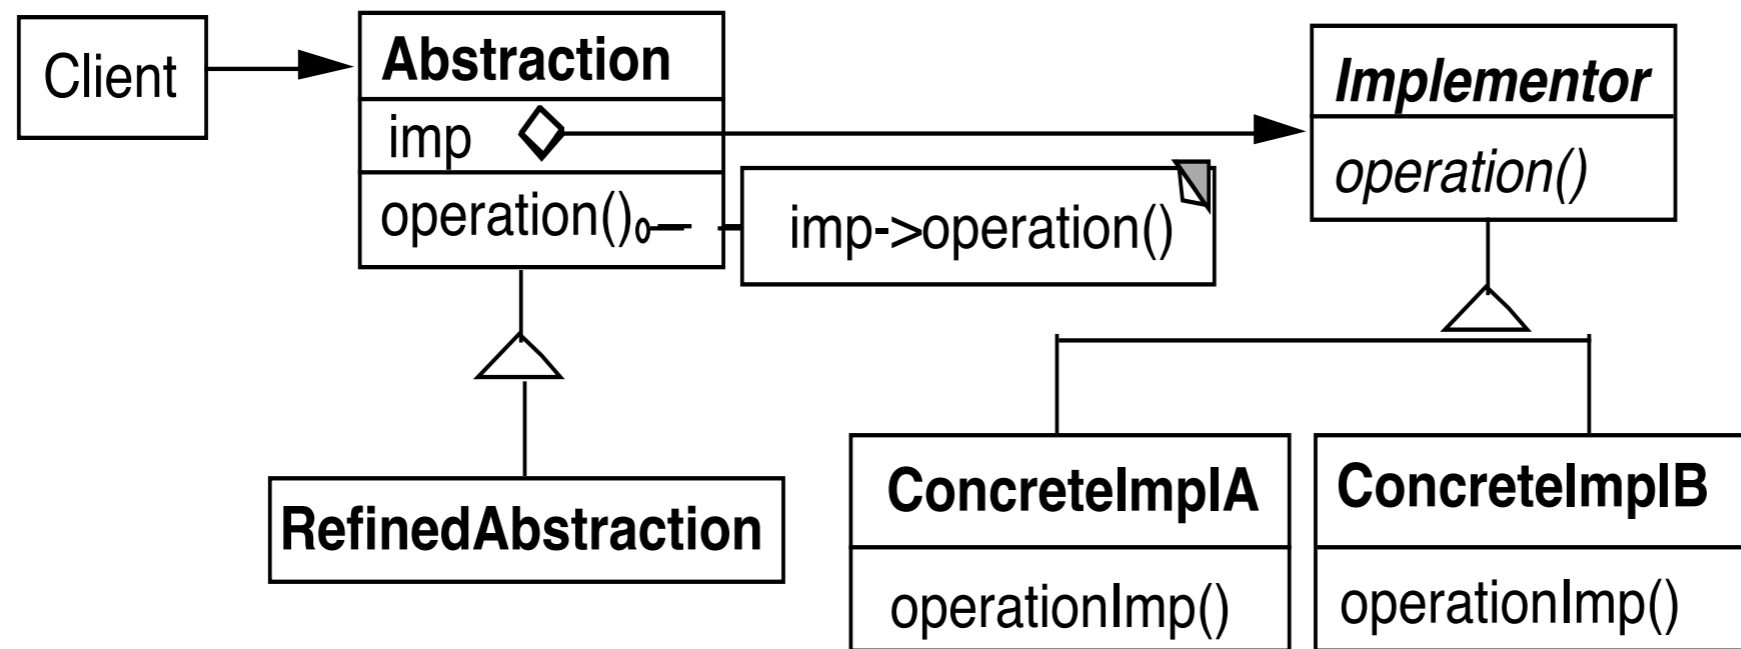 Client
Abstraction
imp
operation()
imp->operation()
Implementor
operation()
RefinedAbstraction
ConcreteImplA
operationImp()
ConcreteImplB
operationImp()